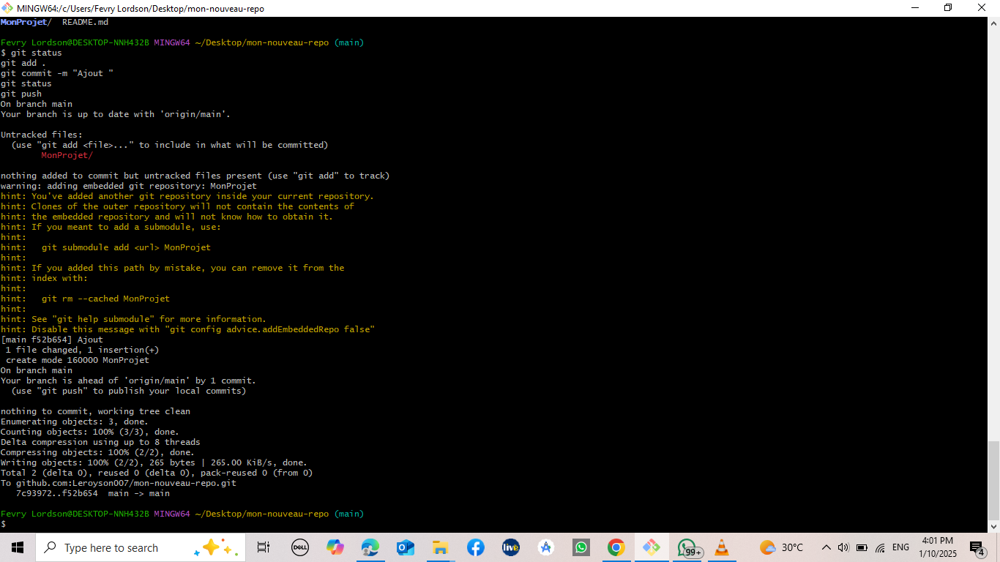 MINGW64:/c/Users/Fevry Lordson/Desktop/mon-nouveau-repo
MonProjet/  README.md
Fevry Lordson@DESKTOP-NNH432B MINGW64 ~/Desktop/mon-nouveau-repo (main)
$ git status
git add .
git commit -m "Ajout "
git status
git push
On branch main
Your branch is up to date with 'origin/main'.
Untracked files:
  (use "git add <file>..." to include in what will be committed)
        MonProjet/
nothing added to commit but untracked files present (use "git add" to track)
warning: adding embedded git repository: MonProjet
hint: You've added another git repository inside your current repository.
hint: Clones of the outer repository will not contain the contents of
hint: the embedded repository and will not know how to obtain it.
hint: If you meant to add a submodule, use:
hint:
hint:   git submodule add <url> MonProjet
hint:
hint: If you added this path by mistake, you can remove it from the
hint: index with:
hint:
hint:   git rm --cached MonProjet
hint:
hint: See "git help submodule" for more information.
hint: Disable this message with "git config advice.addEmbeddedRepo false"
[main f52b654] Ajout
 1 file changed, 1 insertion(+)
 create mode 160000 MonProjet
On branch main
Your branch is ahead of 'origin/main' by 1 commit.
  (use "git push" to publish your local commits)
nothing to commit, working tree clean
Enumerating objects: 3, done.
Counting objects: 100% (3/3), done.
Delta compression using up to 8 threads
Compressing objects: 100% (2/2), done.
Writing objects: 100% (2/2), 265 bytes | 265.00 KiB/s, done.
Total 2 (delta 0), reused 0 (delta 0), pack-reused 0 (from 0)
To github.com:Leroyson007/mon-nouveau-repo.git
   7c93972..f52b654  main -> main
Fevry Lordson@DESKTOP-NNH432B MINGW64 ~/Desktop/mon-nouveau-repo (main)
$
Type here to search
DELL
live
99+
30°C
ENG
4:01 PM
1/10/2025
4